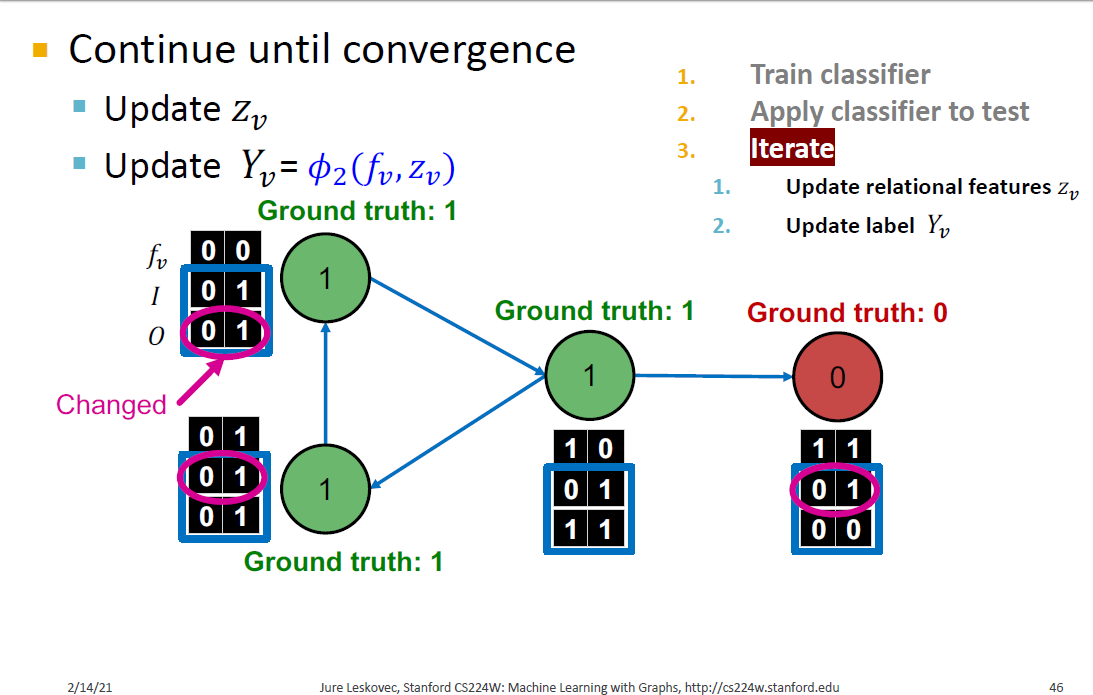 Continue until convergence
Update z_v
Update Y_v= ϕ_2(f_v, z_v)
1. Train classifier
2. Apply classifier to test
3. Iterate
1. Update relational features z_v
2. Update label Y_v
Ground truth: 1
f_v 0 0
I 0 1
O 0 1
1
Changed
Ground truth: 1
1
0 1
1 0
1 1
Ground truth: 0
0
1 1
0 1
0 0
0 1
0 1
0 1
1
Ground truth: 1
2/14/21
Jure Leskovec, Stanford CS224W: Machine Learning with Graphs, http://cs224w.stanford.edu
46